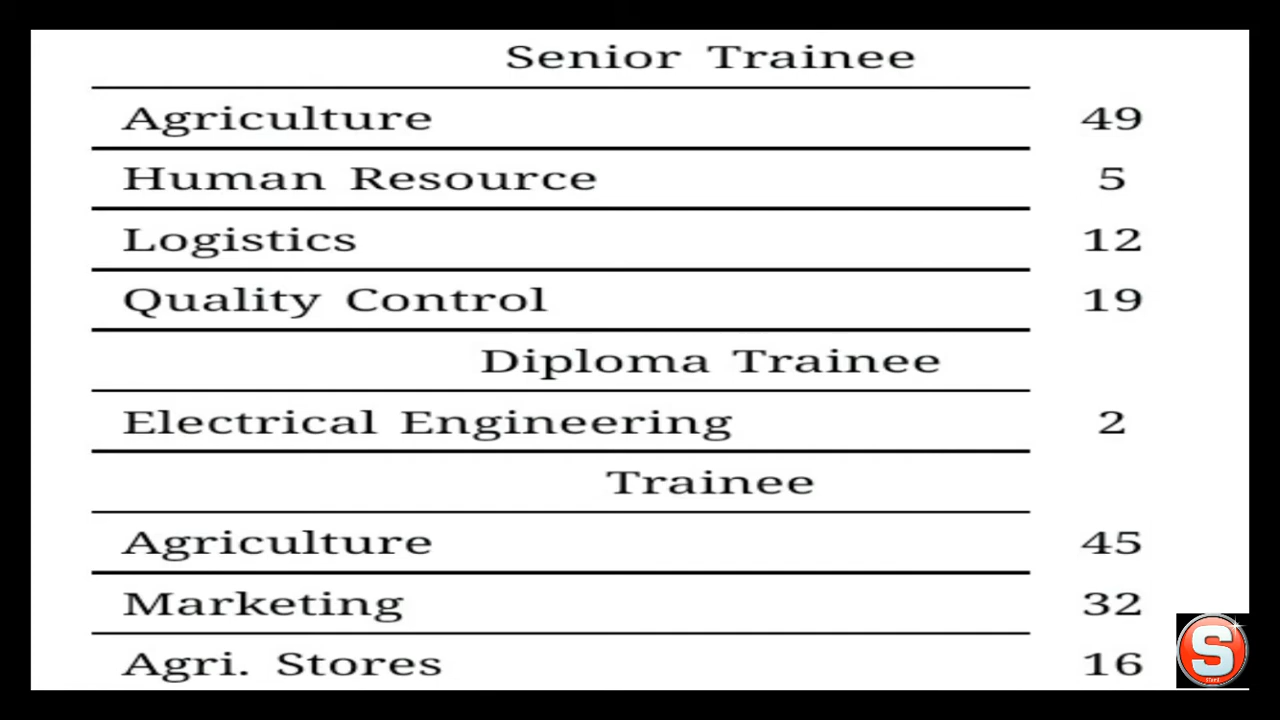 Senior Trainee
Agriculture 49
Human Resource 5
Logistics 12
Quality Control 19
Diploma Trainee
Electrical Engineering 2
Trainee
Agriculture 45
Marketing 32
Agri. Stores 16
S